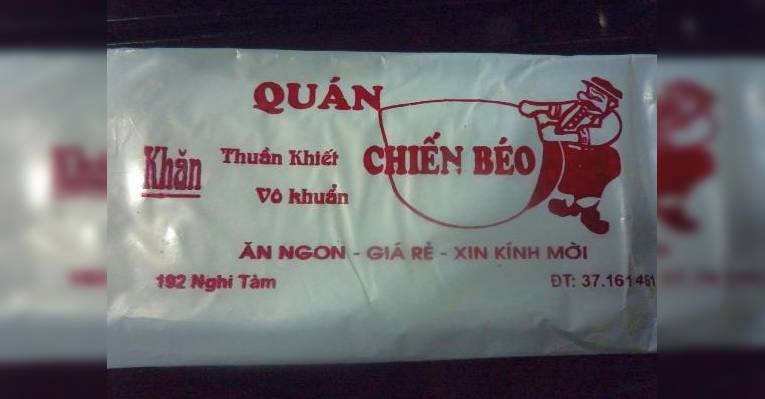 QUÁN
CHIẾN BÉO
Khăn
Thuần Khiết
Vô khuẩn
ĂN NGON - GIÁ RẺ - XIN KÍNH MỜI
192 Nghi Tàm
ĐT: 37.161461